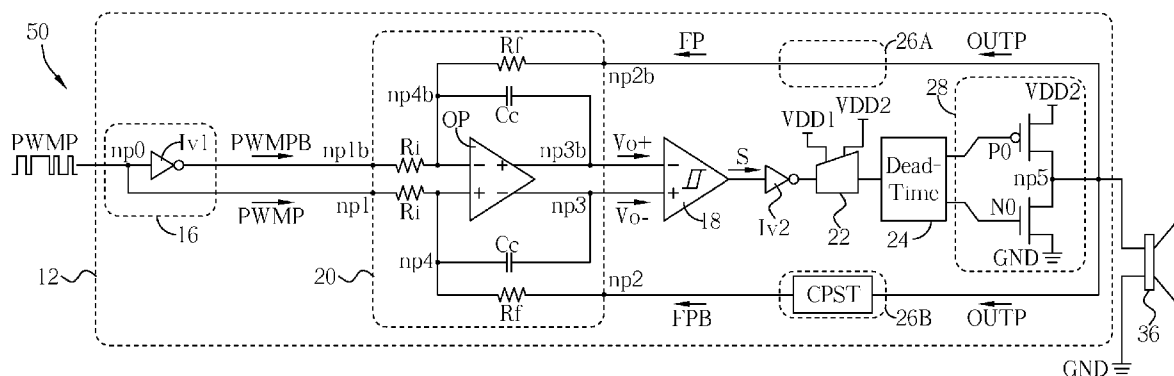 50
Rf
FP
26A
OUTP
np2b
28
VDD2
np4b
Cc
PWMP
np0
Iv1
PWMPB
np1b
Ri
OP
np3b
Vo+
VDD1
VDD2
S
P0
Dead-
Time
np5
PWMP
np1
Ri
np3
Vo-
18
Iv2
22
24
N0
GND
16
np4
Cc
12
20
Rf
np2
FPB
CPST
26B
OUTP
36
GND